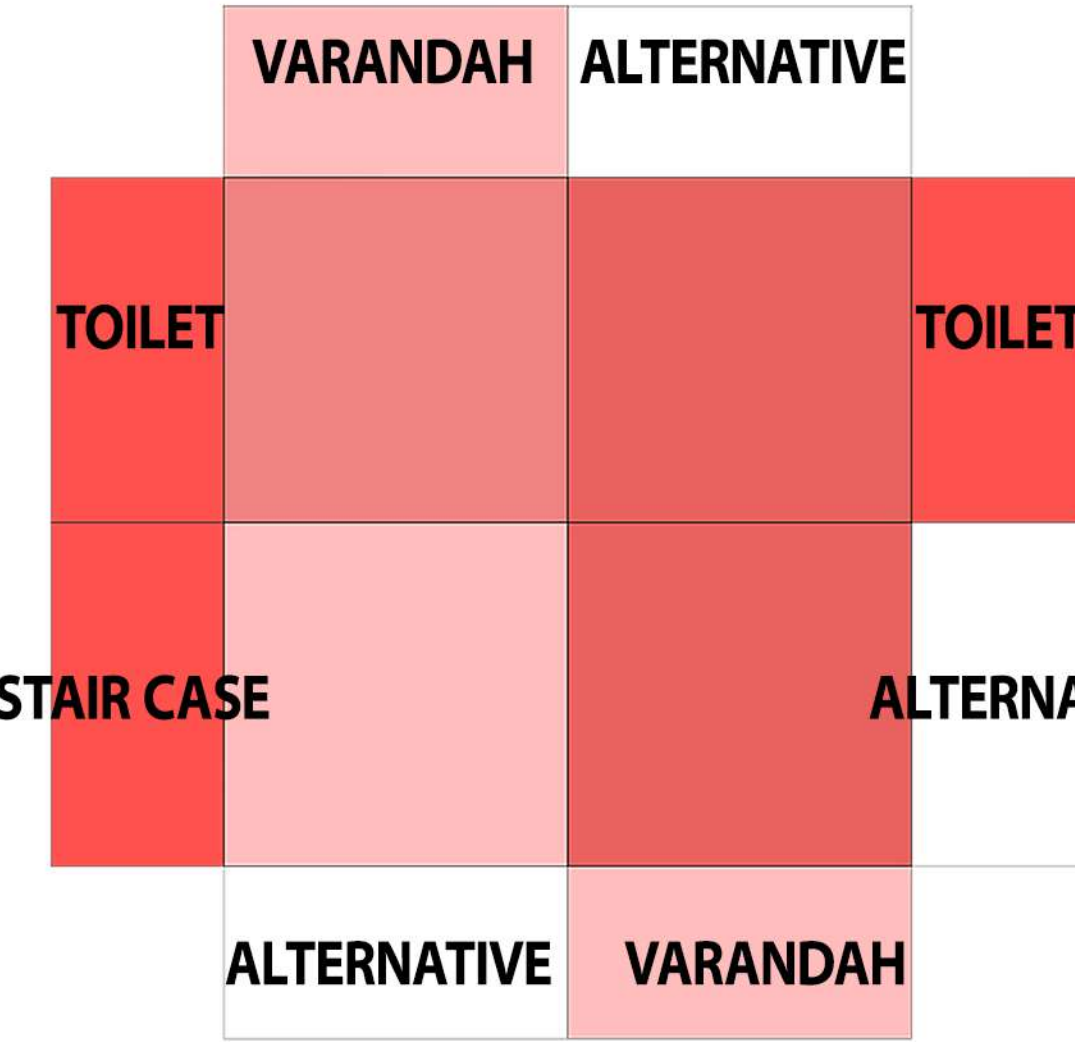 VARANDAH ALTERNATIVE
TOILET TOILET
STAIR CASE ALTERNA
ALTERNATIVE VARANDAH